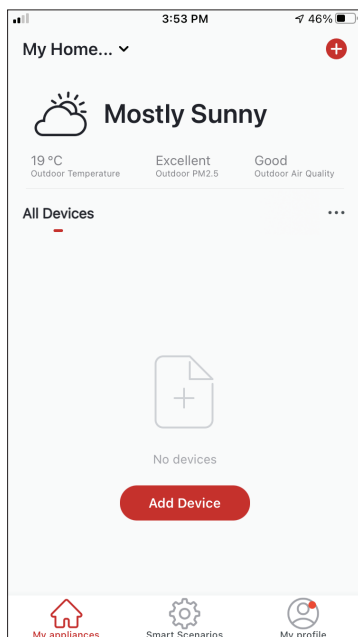 3:53 PM
46%
My Home...
Mostly Sunny
19 °C Excellent Good
Outdoor Temperature Outdoor PM2.5 Outdoor Air Quality
All Devices
No devices
Add Device
My appliances Smart Scenarios My profile